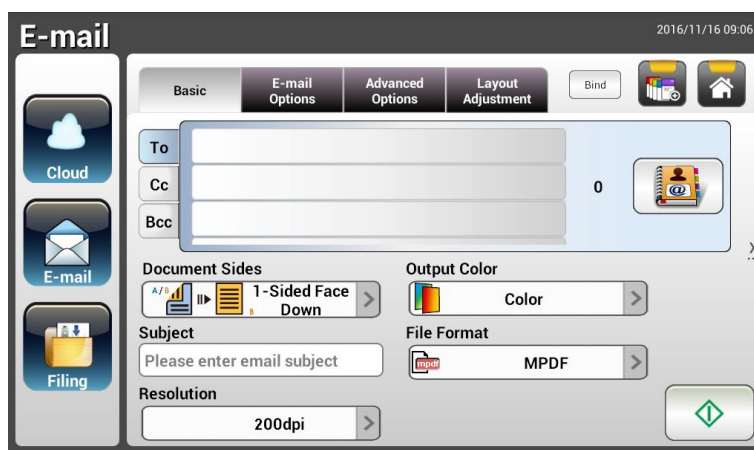 E-mail
2016/11/16 09:06
Basic
E-mail Options
Advanced Options
Layout Adjustment
Bind
Cloud
E-mail
Filing
To
Cc
Bcc
0
@
Document Sides
A/B
B
1-Sided Face Down
Output Color
Color
Subject
Please enter email subject
File Format
mpdf
MPDF
Resolution
200dpi